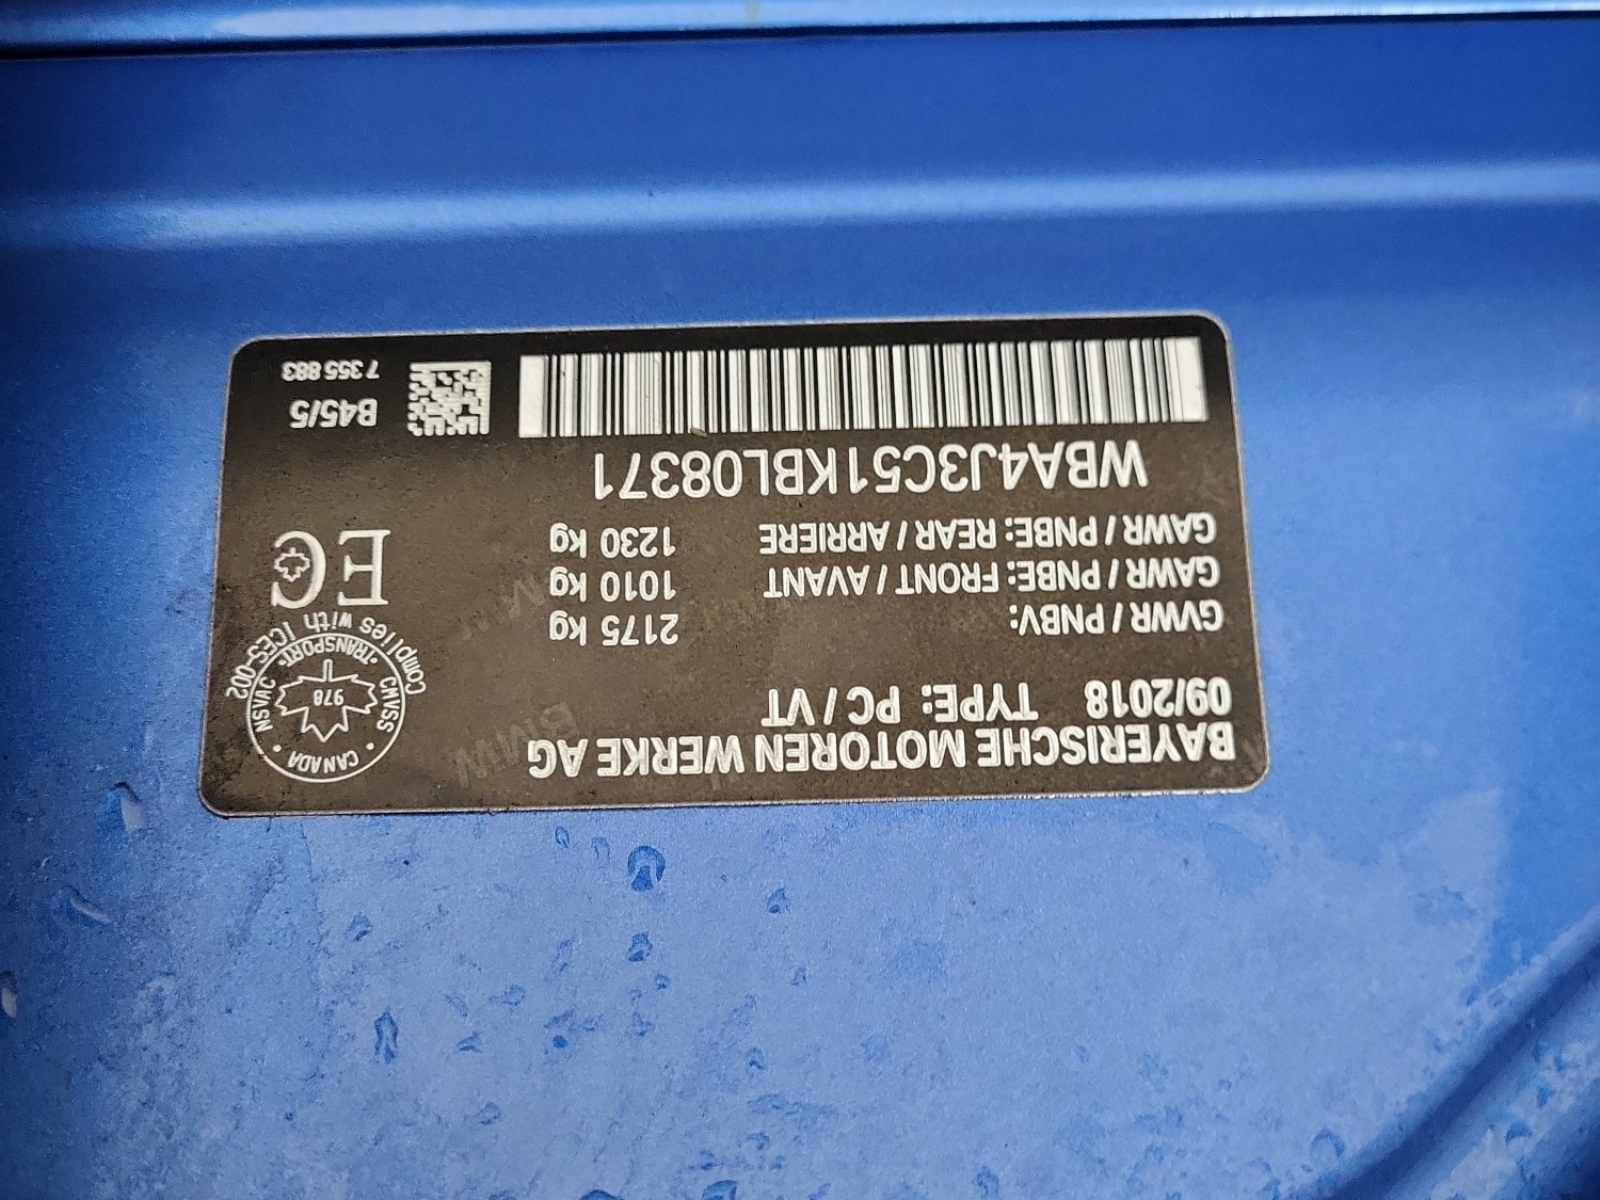 BAYERISCHE MOTOREN WERKE AG
09/2018 TYPE: PC / VT
GVWR / PNBV: 2175 kg
GAWR / PNBE: FRONT / AVANT 1010 kg
GAWR / PNBE: REAR / ARRIERE 1230 kg
WBA4J3C51KBL08371
CANADA • CMVSS • TRANSPORT • NSVAC
978
Complies with ICES-002
EC
B45/5
7 355 883
BMW